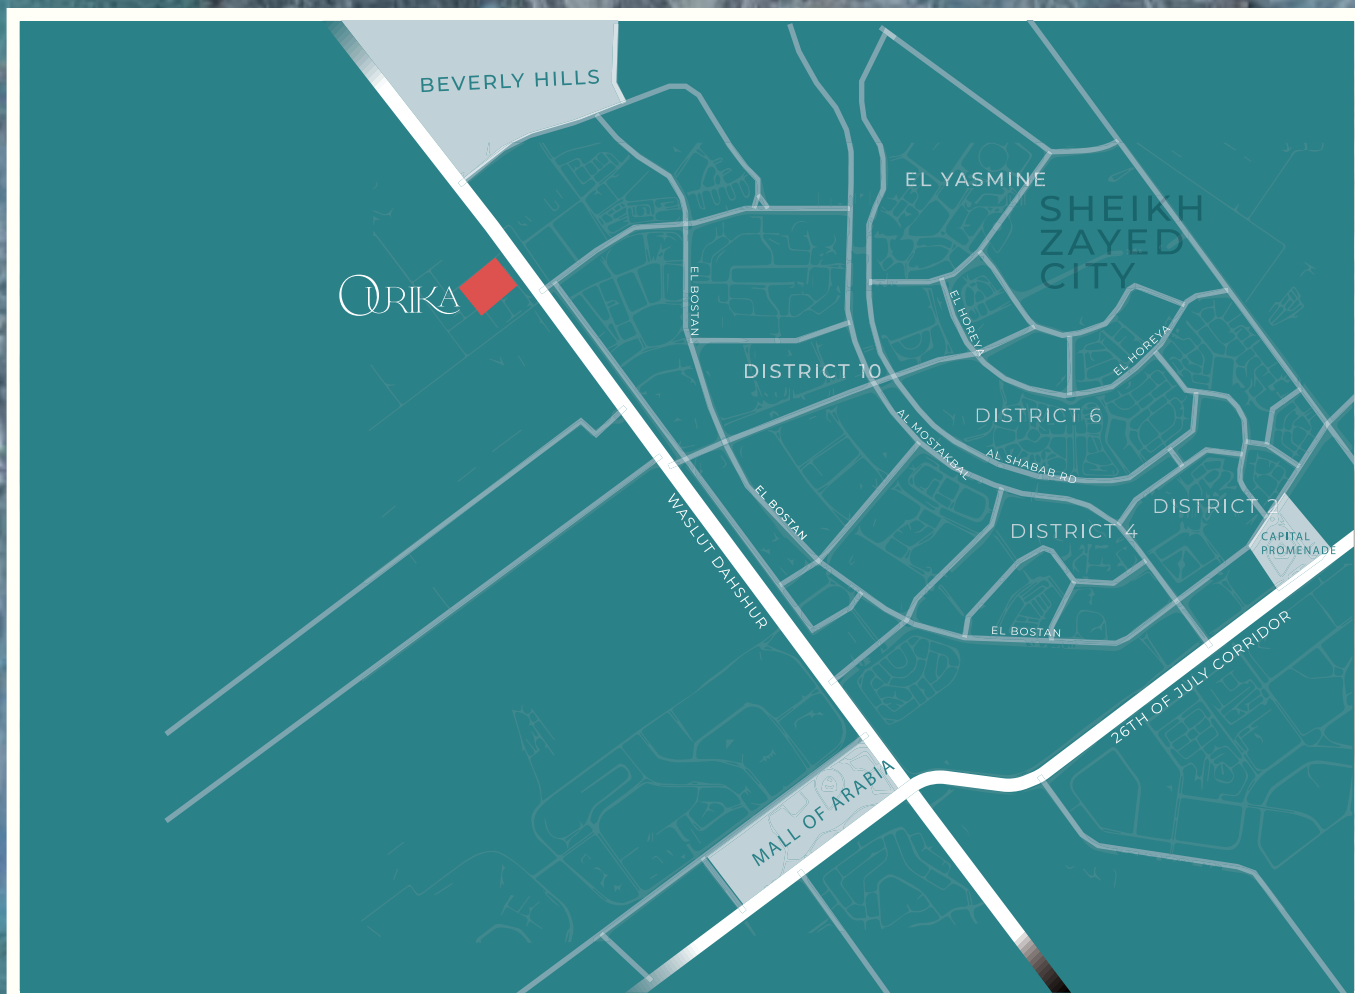 BEVERLY HILLS
EL YASMINE
SHEIKH
ZAYED
CITY
OURIKA
EL BOSTAN
EL HOREYA
EL HOREYA
DISTRICT 10
DISTRICT 6
AL MOSTAKBAL
AL SHABAB RD
EL BOSTAN
WASLUT DAHSHUR
DISTRICT 2
DISTRICT 4
CAPITAL
PROMENADE
EL BOSTAN
26TH OF JULY CORRIDOR
MALL OF ARABIA